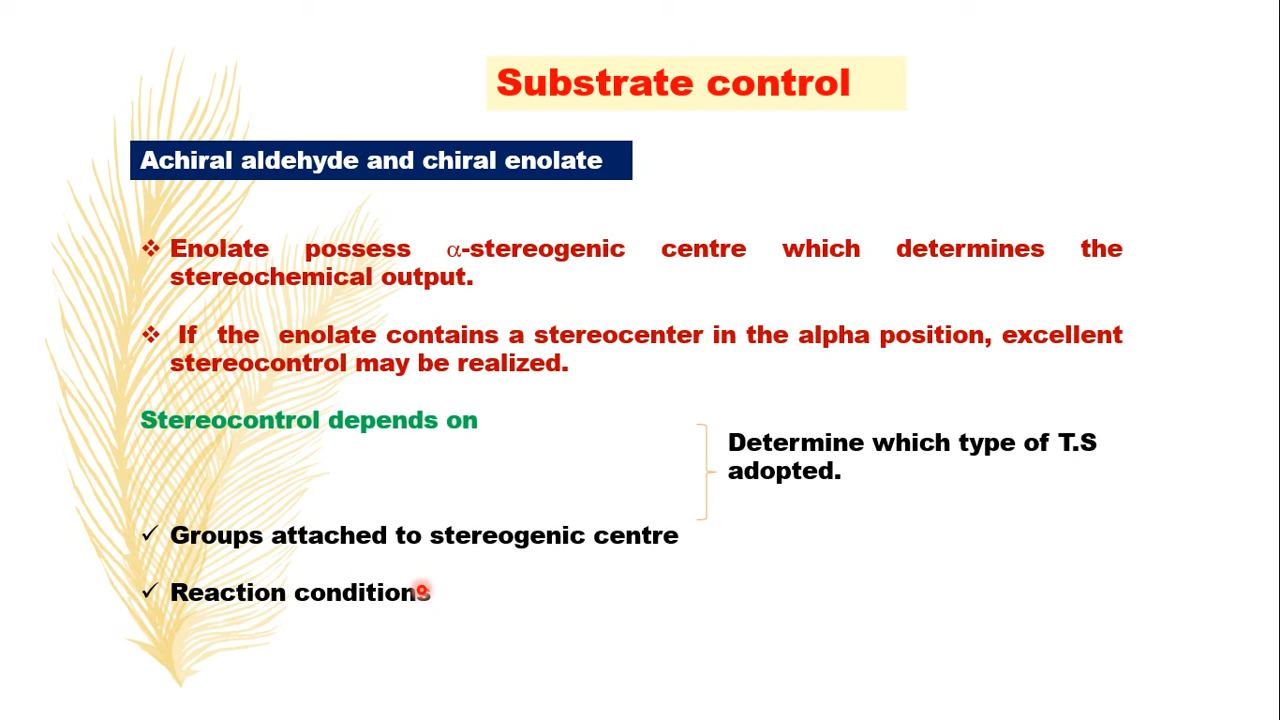 Substrate control
Achiral aldehyde and chiral enolate
❖ Enolate possess α-stereogenic centre which determines the
stereochemical output.
❖ If the enolate contains a stereocenter in the alpha position, excellent
stereocontrol may be realized.
Stereocontrol depends on
Determine which type of T.S
adopted.
✓ Groups attached to stereogenic centre
✓ Reaction conditions